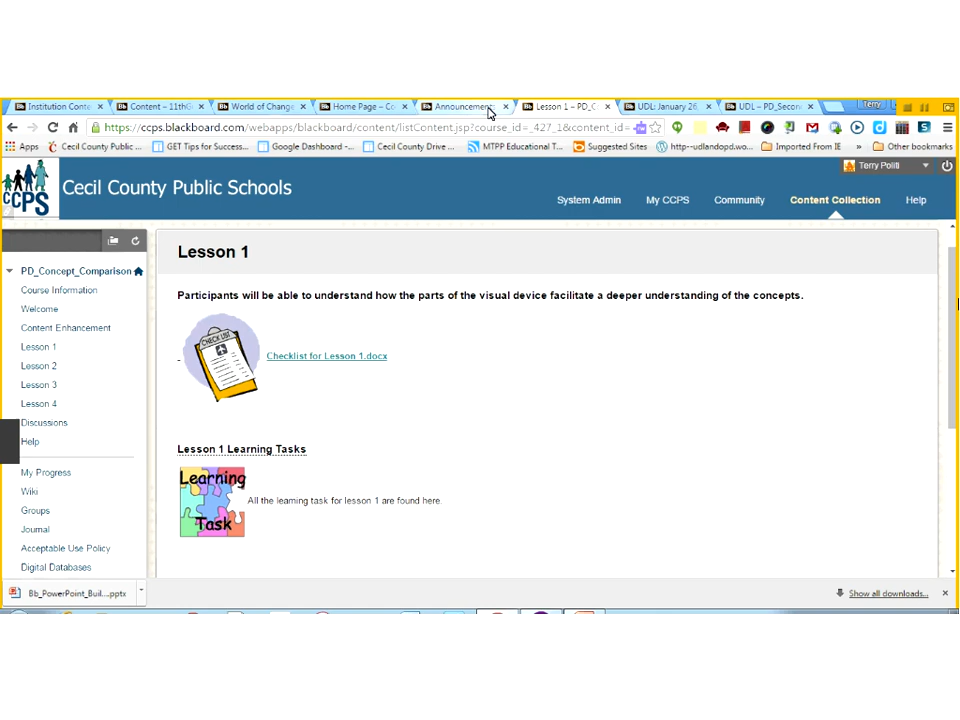 Institution Conte
Content – 11thG
World of Change
Home Page – Co
Announcements
Lesson 1 – PD_C
UDL: January 26,
UDL – PD_Secon
Terry
https://ccps.blackboard.com/webapps/blackboard/content/listContent.jsp?course_id=_427_1&content_id=
Apps
Cecil County Public ...
GET Tips for Success...
Google Dashboard -...
Cecil County Drive ...
MTPP Educational T...
Suggested Sites
http--udlandopd.wo...
Imported From IE
»
Other bookmarks
CCPS
Cecil County Public Schools
Terry Politi
System Admin
My CCPS
Community
Content Collection
Help
PD_Concept_Comparison
Course Information
Welcome
Content Enhancement
Lesson 1
Lesson 2
Lesson 3
Lesson 4
Discussions
Help
My Progress
Wiki
Groups
Journal
Acceptable Use Policy
Digital Databases
Lesson 1
Participants will be able to understand how the parts of the visual device facilitate a deeper understanding of the concepts.
CHECK LIST
Checklist for Lesson 1.docx
Lesson 1 Learning Tasks
Learning
Task
All the learning task for lesson 1 are found here.
Bb_PowerPoint_Buil....pptx
Show all downloads...